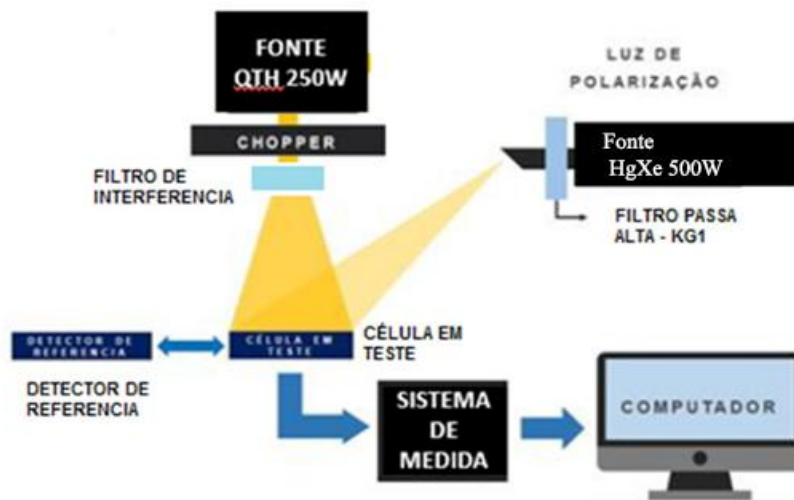 FONTE
QTH 250W
CHOPPER
FILTRO DE
INTERFERENCIA
LUZ DE
POLARIZAÇÃO
Fonte
HgXe 500W
FILTRO PASSA
ALTA - KG1
DETECTOR DE
REFERENCIA
CÉLULA EM
TESTE
CÉLULA EM
TESTE
DETECTOR DE
REFERENCIA
SISTEMA
DE
MEDIDA
COMPUTADOR